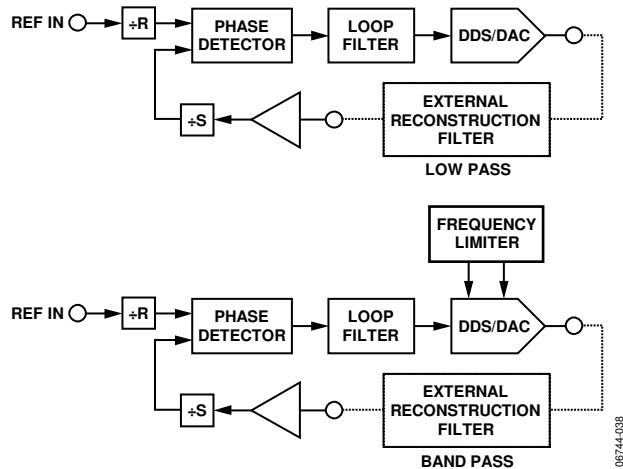 REF IN
÷R
PHASE
DETECTOR
LOOP
FILTER
DDS/DAC
÷S
EXTERNAL
RECONSTRUCTION
FILTER
LOW PASS
FREQUENCY
LIMITER
REF IN
÷R
PHASE
DETECTOR
LOOP
FILTER
DDS/DAC
÷S
EXTERNAL
RECONSTRUCTION
FILTER
BAND PASS
06744-038